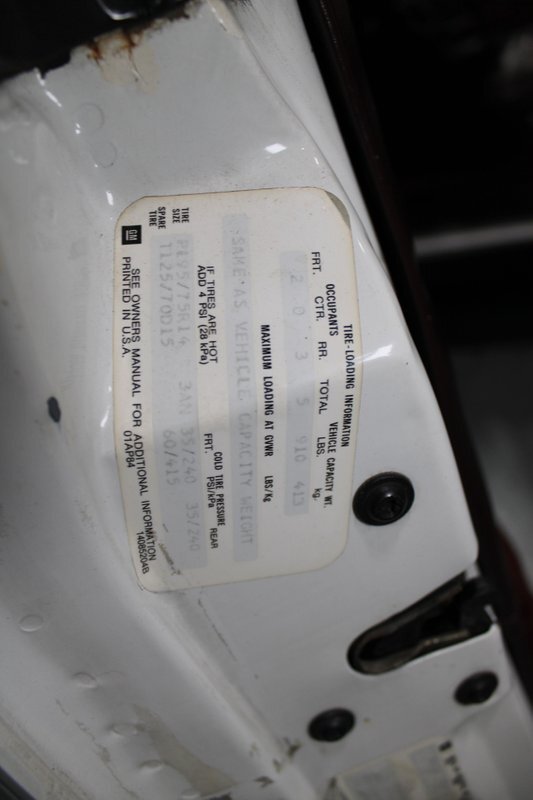 TIRE-LOADING INFORMATION
OCCUPANTS VEHICLE CAPACITY WT.
FRT. CTR. RR. TOTAL LBS. kg.
2 0 3 5 910 413
MAXIMUM LOADING AT GVWR LBS/Kg
SAME AS VEHICLE CAPACITY WEIGHT
IF TIRES ARE HOT COLD TIRE PRESSURE
ADD 4 PSI (28 kPa) FRT. PSI/kPa REAR
TIRE SIZE P195/75R14 3AN 35/240 35/240
SPARE TIRE T125/70D15 60/415
GM SEE OWNERS MANUAL FOR ADDITIONAL INFORMATION
PRINTED IN U.S.A. 01AP84 14085204B